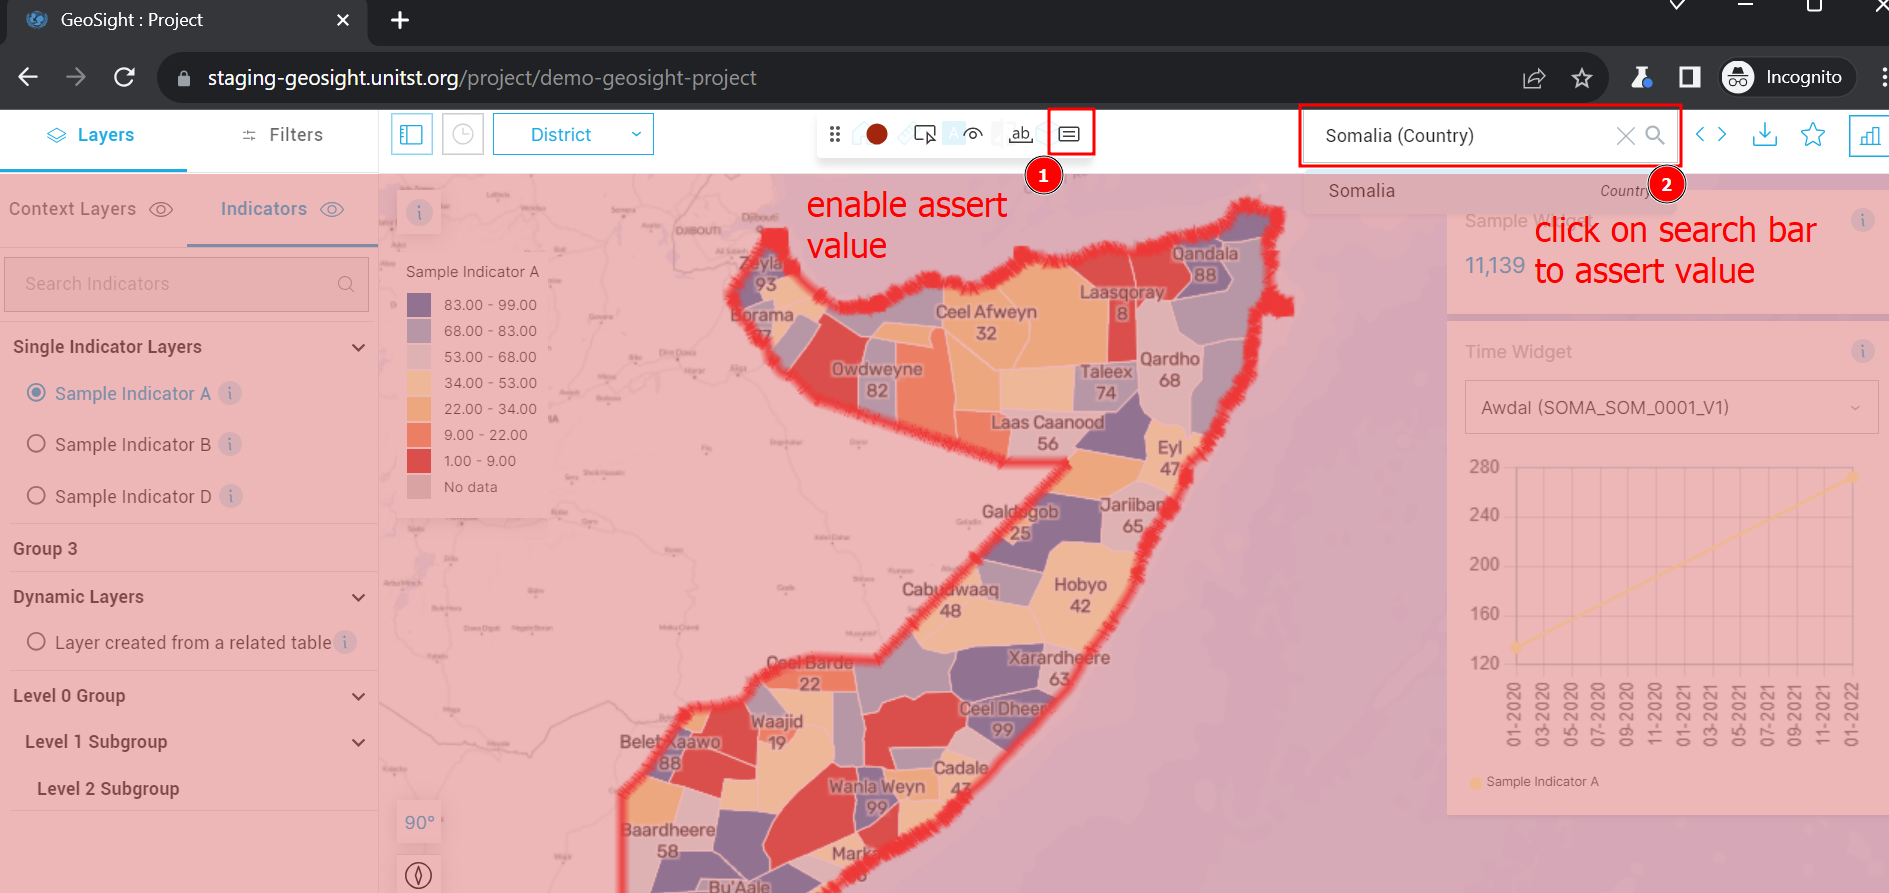 GeoSight : Project
staging-geosight.unitst.org/project/demo-geosight-project
Incognito
Layers
Filters
District
ab
Somalia (Country)
1
2
Somalia
Country
enable assert
value
click on search bar
to assert value
Context Layers
Indicators
Search Indicators
Single Indicator Layers
Sample Indicator A
Sample Indicator B
Sample Indicator D
Group 3
Dynamic Layers
Layer created from a related table
Level 0 Group
Level 1 Subgroup
Level 2 Subgroup
Sample Indicator A
83.00 - 99.00
68.00 - 83.00
53.00 - 68.00
34.00 - 53.00
22.00 - 34.00
9.00 - 22.00
1.00 - 9.00
No data
90°
Djibouti
DJIBOUTI
Zeyla
93
Borama
77
Qandala
88
Laasqoray
8
Ceel Afweyn
32
Owdweyne
82
Taleex
74
Qardho
68
Laas Caanood
56
Eyl
47
Galdogob
25
Jariiban
65
Cabudwaaq
48
Hobyo
42
Xarardheere
63
Ceel Barde
22
Ceel Dheer
99
Waajid
19
Belet Xaawo
88
Cadale
43
Wanla Weyn
99
Baardheere
58
Marka
Bu'Aale
Sample Widget
11,139
Time Widget
Awdal (SOMA_SOM_0001_V1)
280
240
200
160
120
01-2020
03-2020
05-2020
07-2020
09-2020
11-2020
01-2021
03-2021
05-2021
07-2021
09-2021
11-2021
01-2022
Sample Indicator A